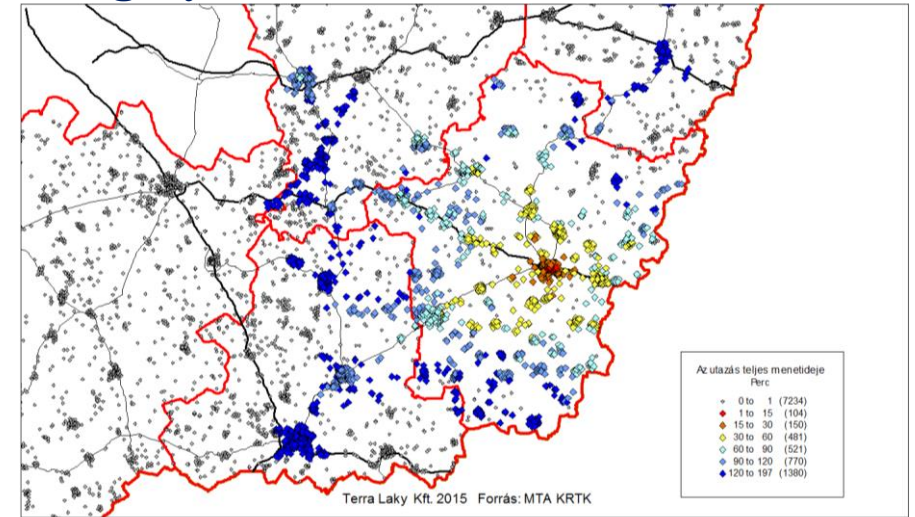 Az utazás teljes menetideje
Perc
0 to 1 (7234)
1 to 15 (104)
15 to 30 (150)
30 to 60 (481)
60 to 90 (521)
90 to 120 (770)
120 to 197 (1380)
Terra Laky Kft. 2015 Forrás: MTA KRTK